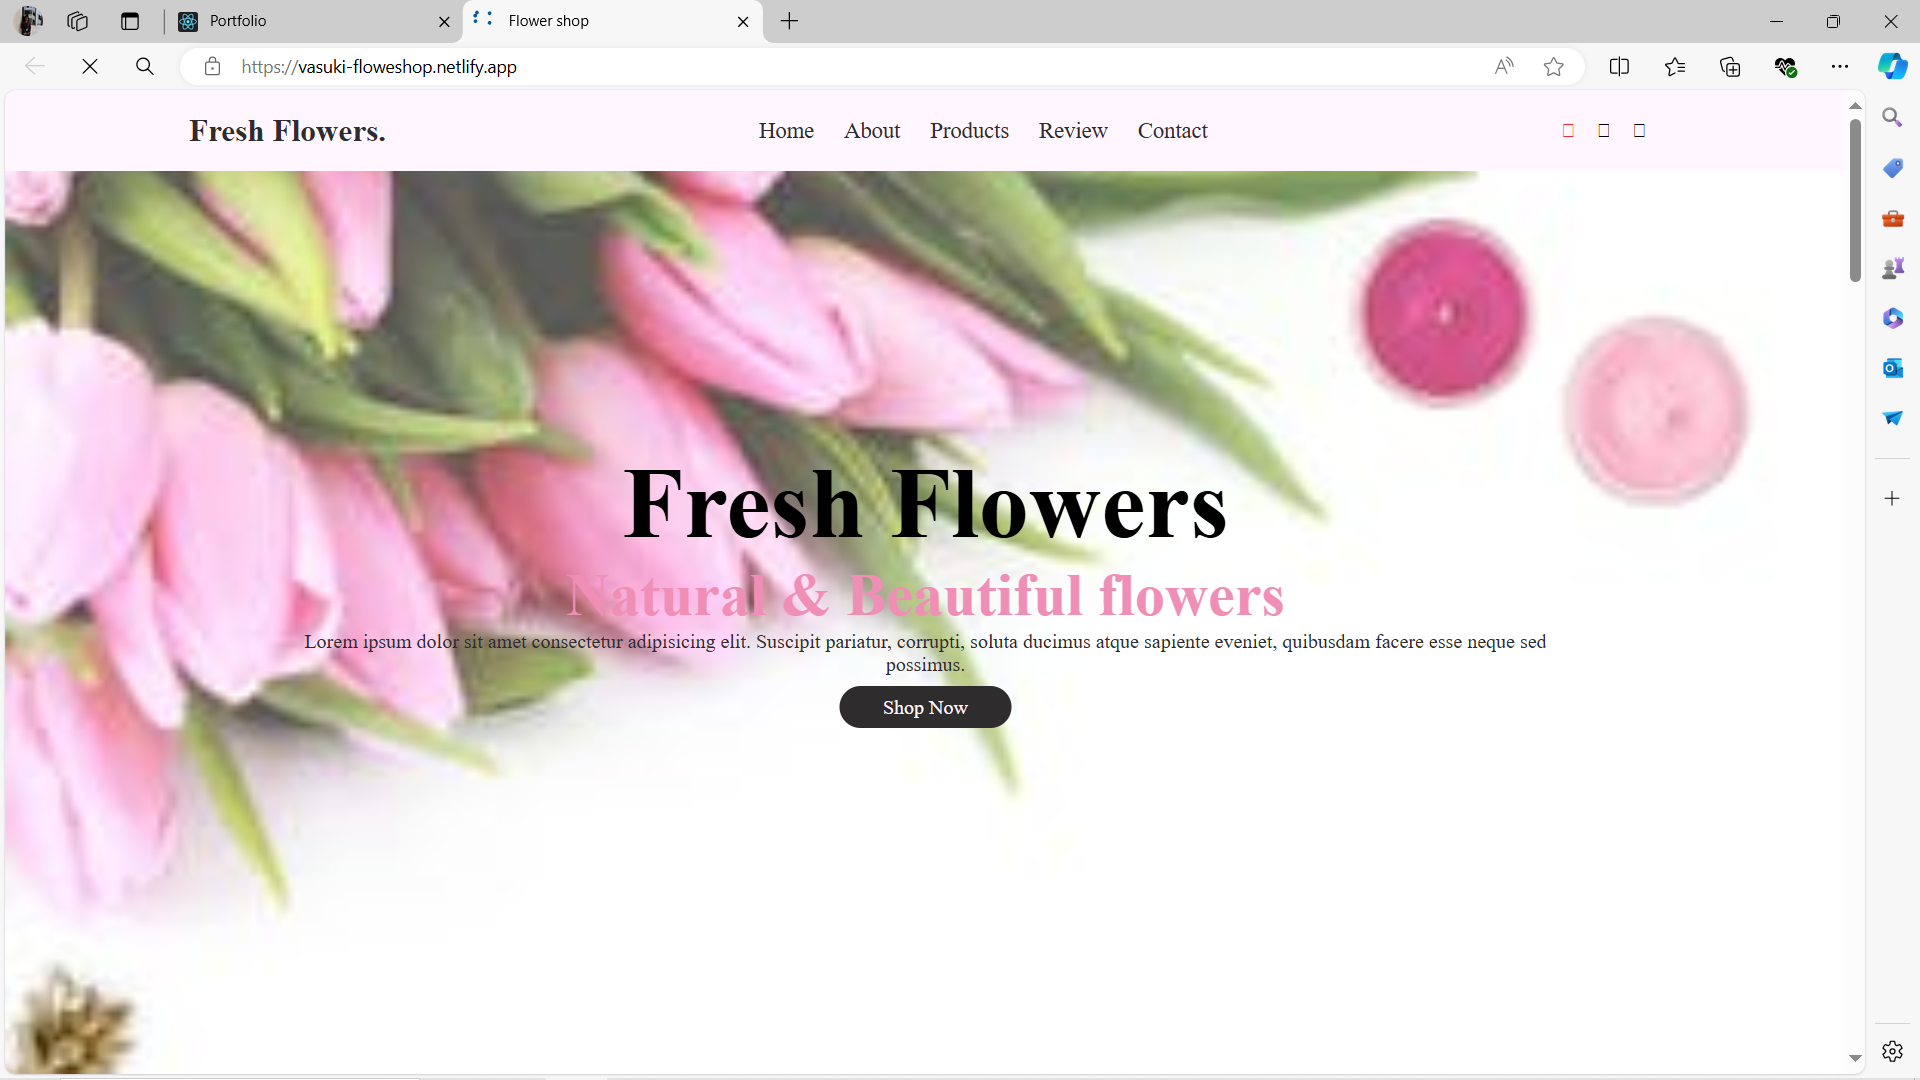 Portfolio
Flower shop
https://vasuki-floweshop.netlify.app
Fresh Flowers.
Home About Products Review Contact
Fresh Flowers
Natural & Beautiful flowers
Lorem ipsum dolor sit amet consectetur adipisicing elit. Suscipit pariatur, corrupti, soluta ducimus atque sapiente eveniet, quibusdam facere esse neque sed
possimus.
Shop Now